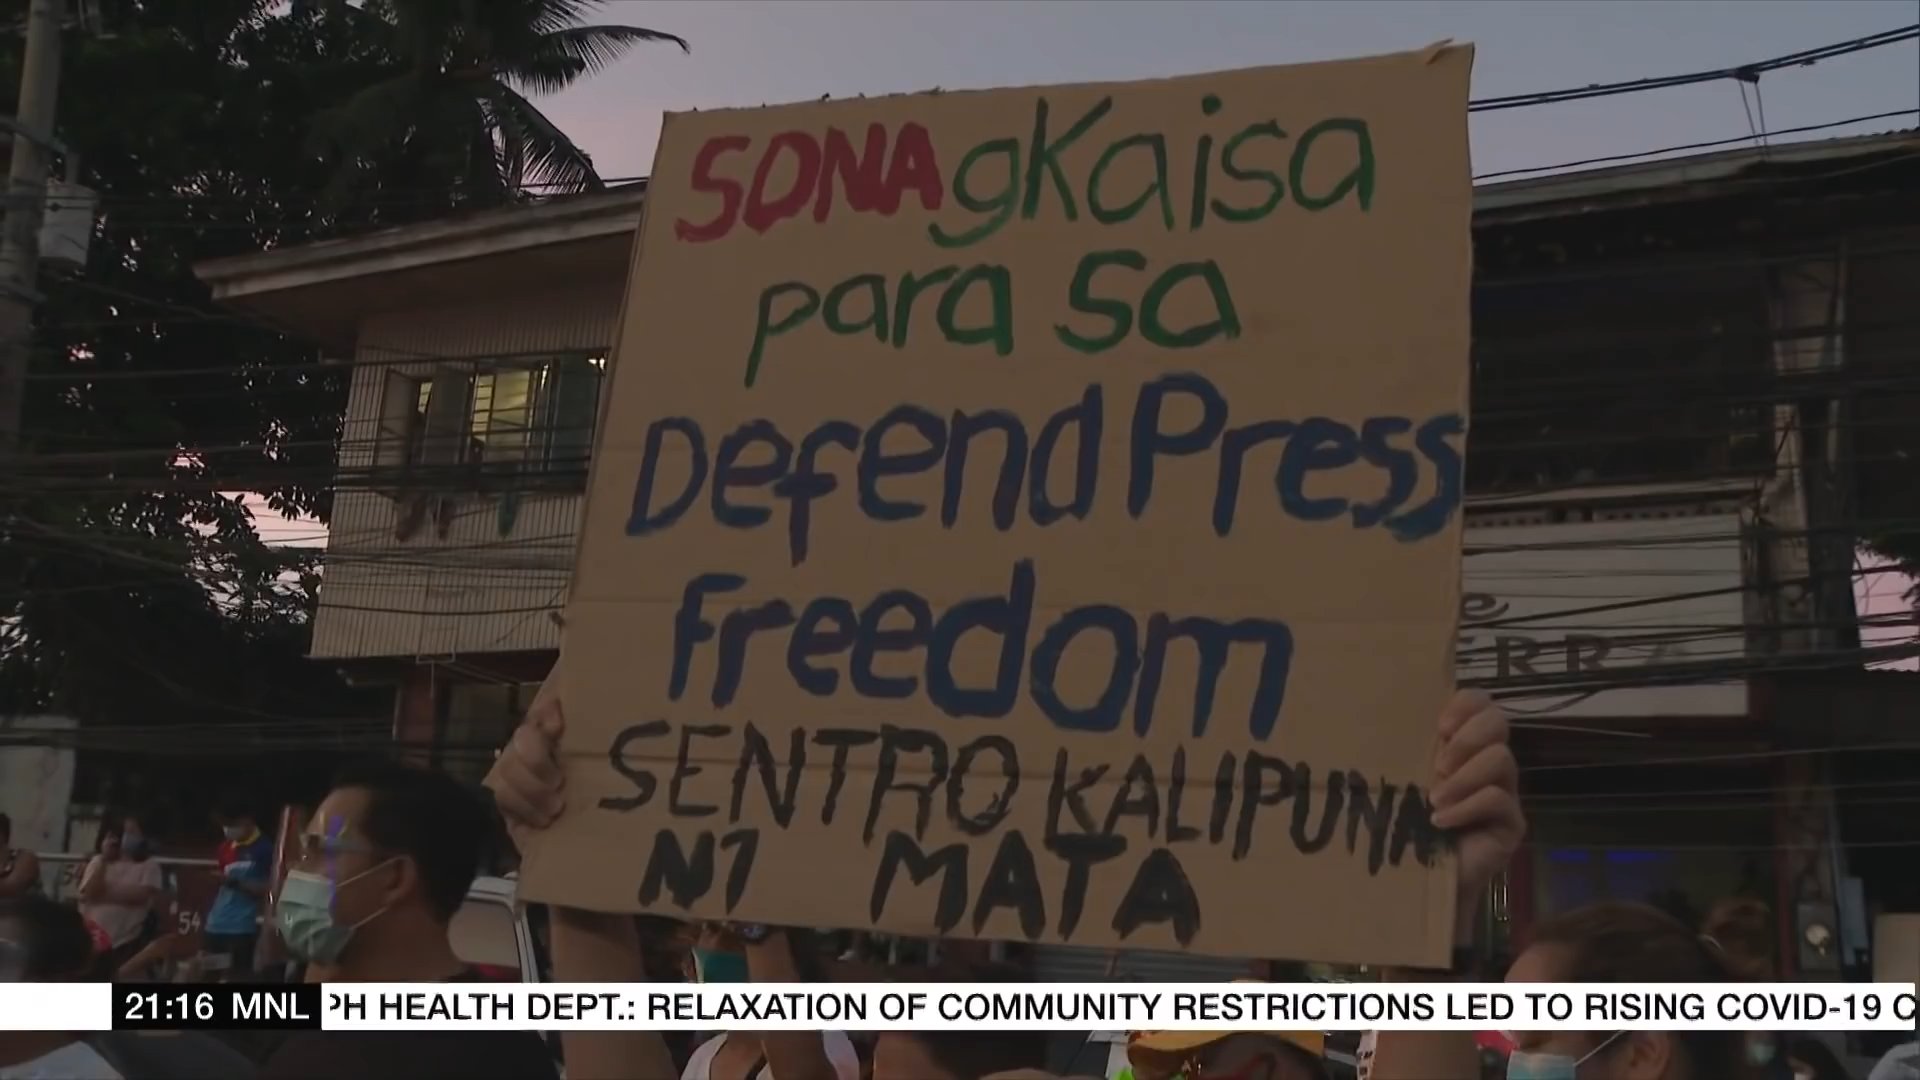 SONAgKaisa
para sa
Defend Press
Freedom
SENTRO KALIPUNAN
NI MATA
54
21:16 MNL
PH HEALTH DEPT.: RELAXATION OF COMMUNITY RESTRICTIONS LED TO RISING COVID-19 C